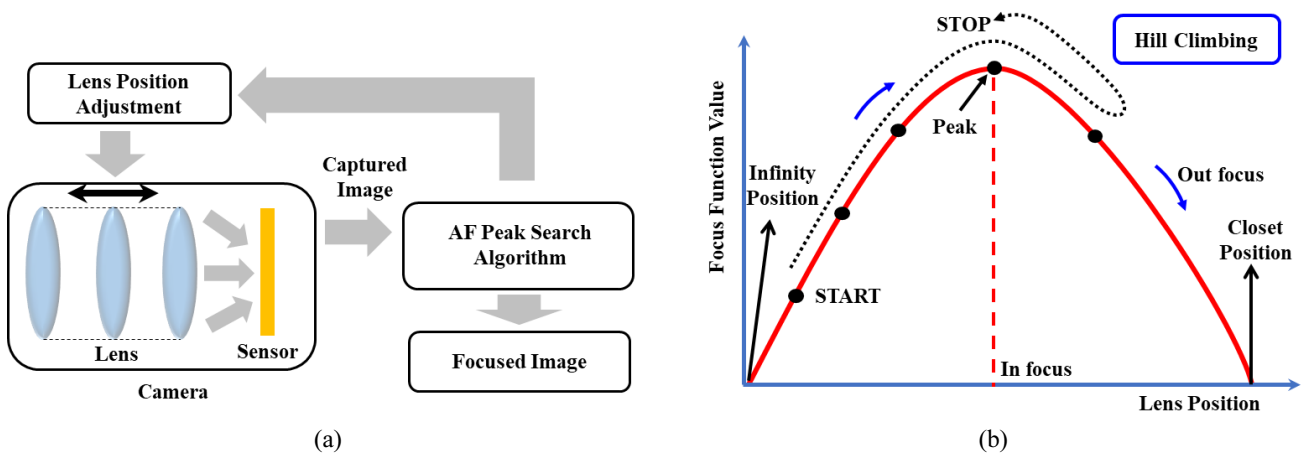 Lens Position
Adjustment
Captured
Image
AF Peak Search
Algorithm
Lens
Sensor
Camera
Focused Image
(a)
STOP
Hill Climbing
Focus Function Value
Peak
Infinity
Position
Out focus
Closet
Position
START
In focus
Lens Position
(b)